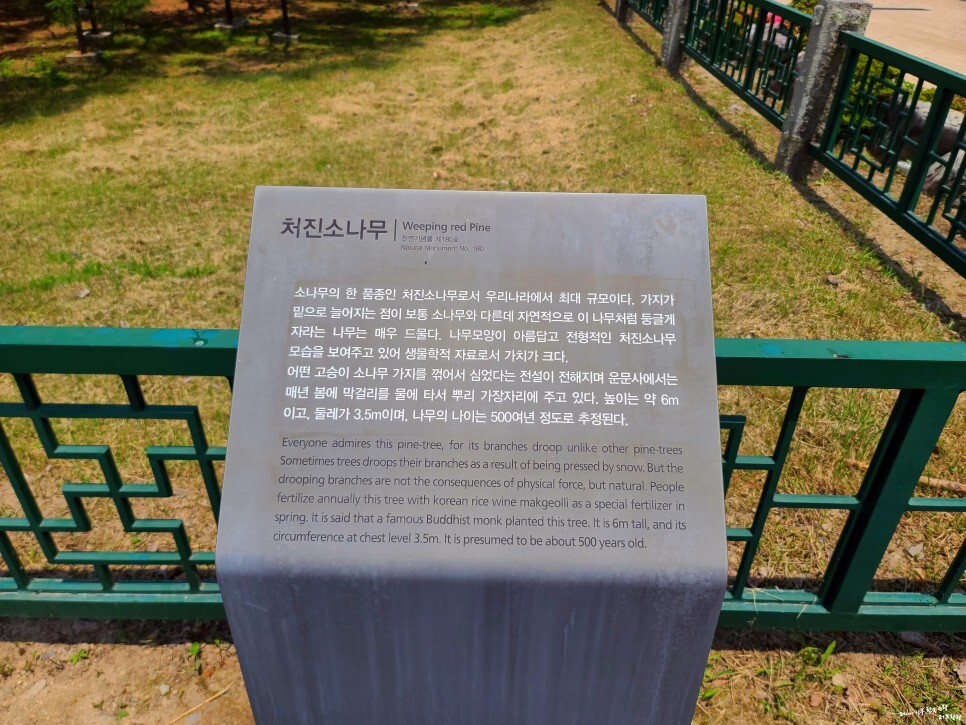 처진소나무 | Weeping red Pine
천연기념물 제180호
Natural Monument No. 180
소나무의 한 품종인 처진소나무로서 우리나라에서 최대 규모이다. 가지가
밑으로 늘어지는 점이 보통 소나무와 다른데 자연적으로 이 나무처럼 둥글게
자라는 나무는 매우 드물다. 나무모양이 아름답고 전형적인 처진소나무
모습을 보여주고 있어 생물학적 자료로서 가치가 크다.
어떤 고승이 소나무 가지를 꺾어서 심었다는 전설이 전해지며 운문사에서는
매년 봄에 막걸리를 물에 타서 뿌리 가장자리에 주고 있다. 높이는 약 6m
이고, 둘레가 3.5m이며, 나무의 나이는 500여년 정도로 추정된다.
Everyone admires this pine-tree, for its branches droop unlike other pine-trees
Sometimes trees droops their branches as a result of being pressed by snow. But the
drooping branches are not the consequences of physical force, but natural. People
fertilize annually this tree with korean rice wine makgeolli as a special fertilizer in
spring. It is said that a famous Buddhist monk planted this tree. It is 6m tall, and its
circumference at chest level 3.5m. It is presumed to be about 500 years old.